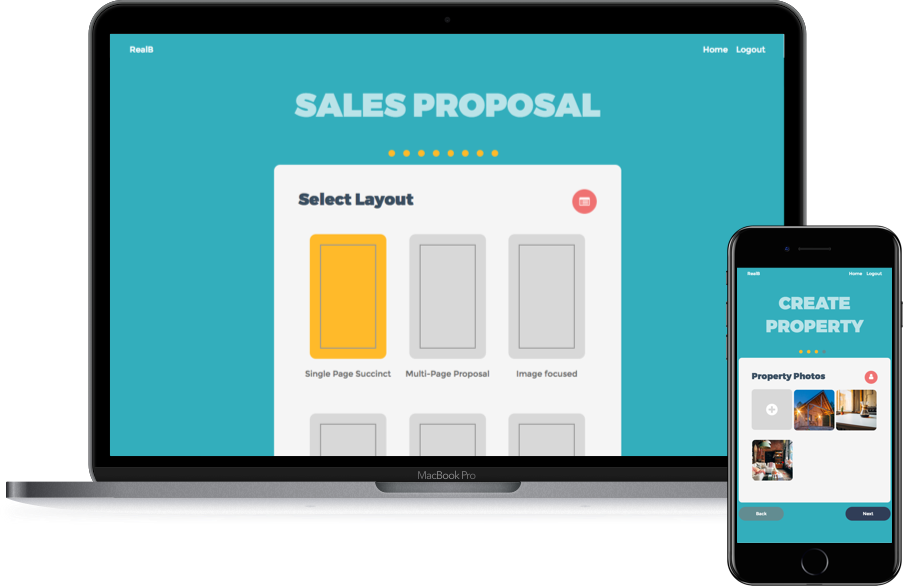 RealB
Home Logout
SALES PROPOSAL
Select Layout
Single Page Succinct Multi-Page Proposal Image focused
MacBook Pro
RealB
Home Logout
CREATE
PROPERTY
Property Photos
Back Next